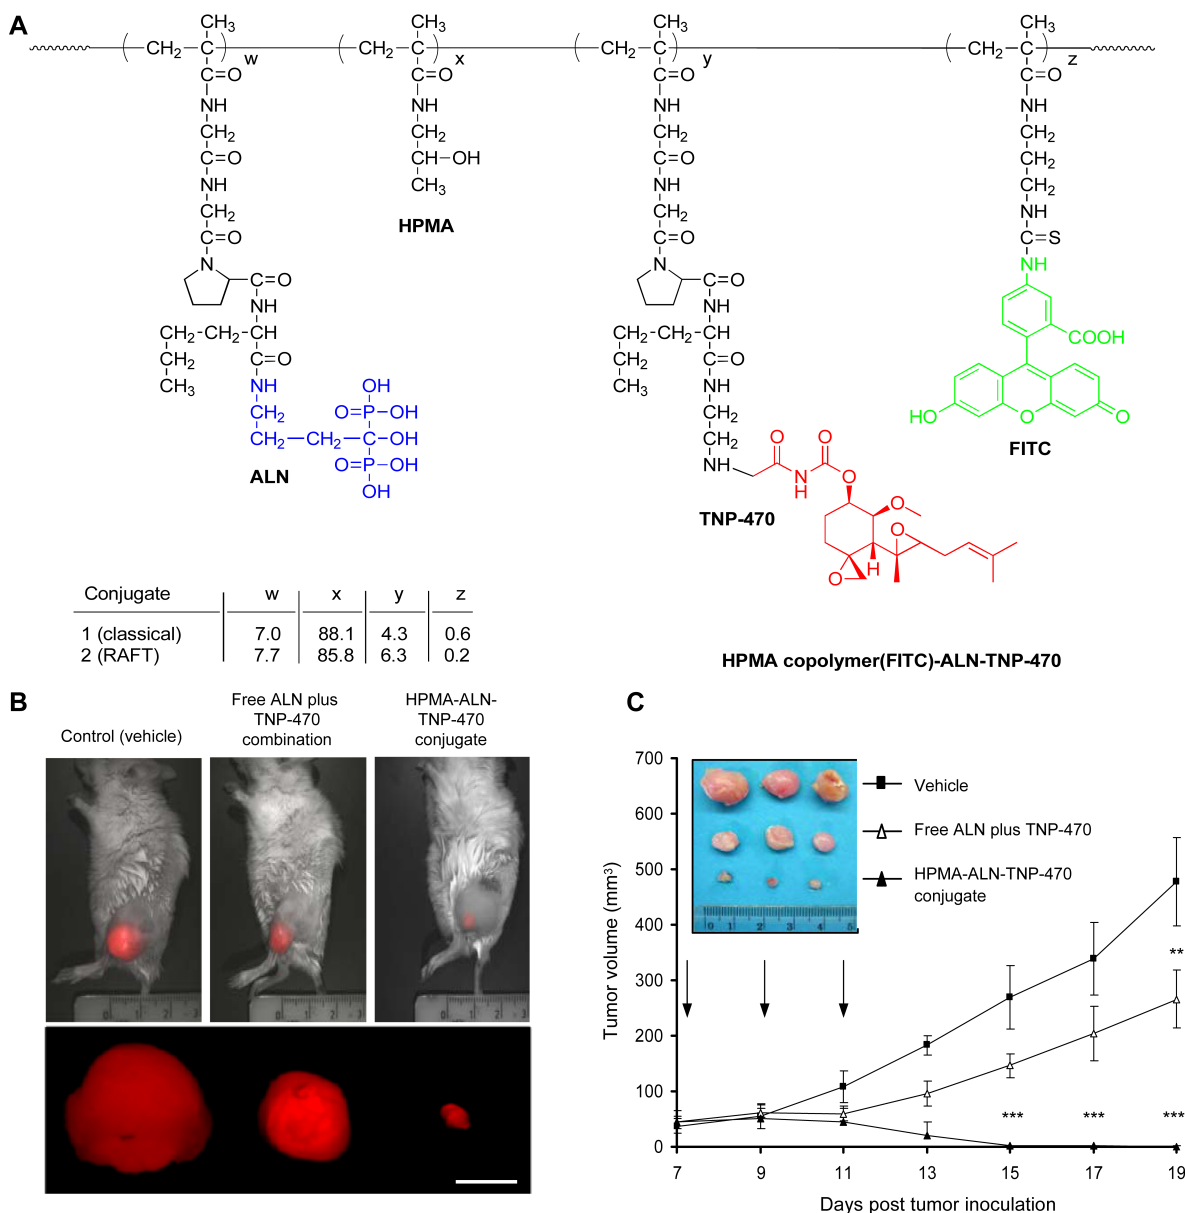 A
CH3 CH3 CH3 CH3
CH2 C CH2 C CH2 C CH2 C
w x y z
C=O C=O C=O C=O
NH NH NH NH
CH2 CH2 CH2 CH2
C=O CH-OH C=O CH2
NH CH3 NH CH2
CH2 CH2 NH
C=O HPMA C=O C=S
N C=O N C=O NH
NH NH
CH2-CH2-CH CH2-CH2-CH COOH
CH2 C=O CH2 C=O
CH3 NH CH3 NH
OH
CH2 O=P-OH CH2 HO O O
CH2—CH2—C-OH CH2 O O FITC
O=P-OH NH N O
ALN OH H
TNP-470 O
O
H
O
Conjugate w x y z
1 (classical) 7.0 88.1 4.3 0.6
2 (RAFT) 7.7 85.8 6.3 0.2
HPMA copolymer(FITC)-ALN-TNP-470
B
Control (vehicle)
Free ALN plus
TNP-470
combination
HPMA-ALN-
TNP-470
conjugate
C
Tumor volume (mm3)
700
600
500
400
300
200
100
0
0 1 2 3 4 5
Vehicle
Free ALN plus TNP-470
HPMA-ALN-TNP-470
conjugate
**
*** *** ***
7 9 11 13 15 17 19
Days post tumor inoculation